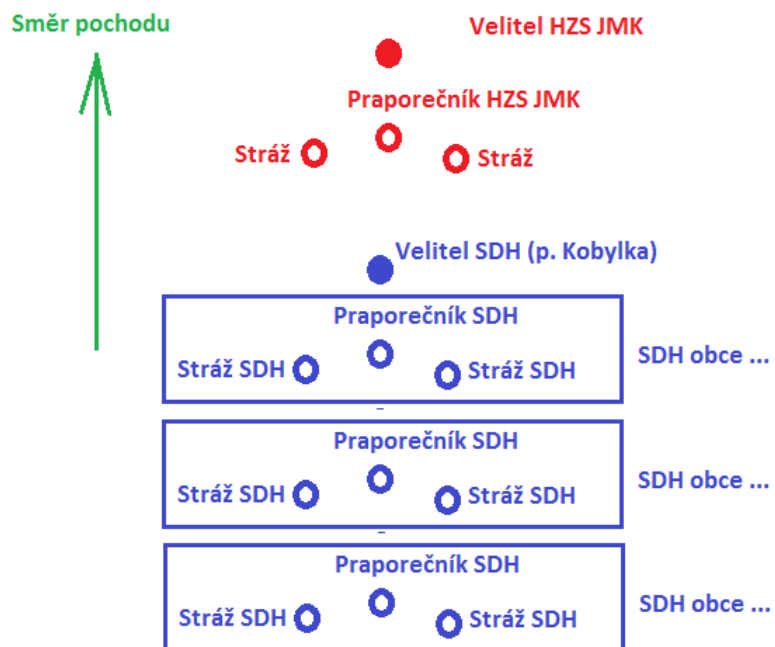 Směr pochodu
Velitel HZS JMK
Praporečník HZS JMK
Stráž
Stráž
Velitel SDH (p. Kobylka)
Praporečník SDH
Stráž SDH
Stráž SDH
SDH obce ...
Praporečník SDH
Stráž SDH
Stráž SDH
SDH obce ...
Praporečník SDH
Stráž SDH
Stráž SDH
SDH obce ...